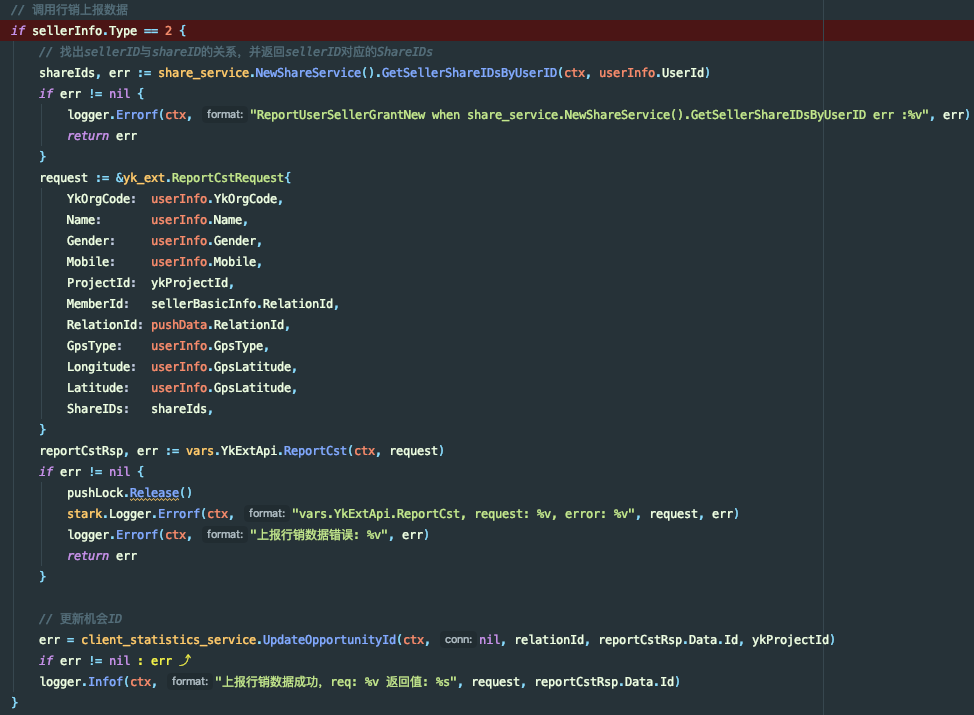 // 调用行销上报数据
if sellerInfo.Type == 2 {
// 找出sellerID与shareID的关系，并返回sellerID对应的ShareIDs
shareIds, err := share_service.NewShareService().GetSellerShareIDsByUserID(ctx, userInfo.UserId)
if err != nil {
logger.Errorf(ctx, format: "ReportUserSellerGrantNew when share_service.NewShareService().GetSellerShareIDsByUserID err :%v", err)
return err
}
request := &yk_ext.ReportCstRequest{
YkOrgCode: userInfo.YkOrgCode,
Name: userInfo.Name,
Gender: userInfo.Gender,
Mobile: userInfo.Mobile,
ProjectId: ykProjectId,
MemberId: sellerBasicInfo.RelationId,
RelationId: pushData.RelationId,
GpsType: userInfo.GpsType,
Longitude: userInfo.GpsLatitude,
Latitude: userInfo.GpsLatitude,
ShareIDs: shareIds,
}
reportCstRsp, err := vars.YkExtApi.ReportCst(ctx, request)
if err != nil {
pushLock.Release()
stark.Logger.Errorf(ctx, format: "vars.YkExtApi.ReportCst, request: %v, error: %v", request, err)
logger.Errorf(ctx, format: "上报行销数据错误: %v", err)
return err
}
// 更新机会ID
err = client_statistics_service.UpdateOpportunityId(ctx, conn: nil, relationId, reportCstRsp.Data.Id, ykProjectId)
if err != nil : err ⤴
logger.Infof(ctx, format: "上报行销数据成功，req: %v 返回值: %s", request, reportCstRsp.Data.Id)
}